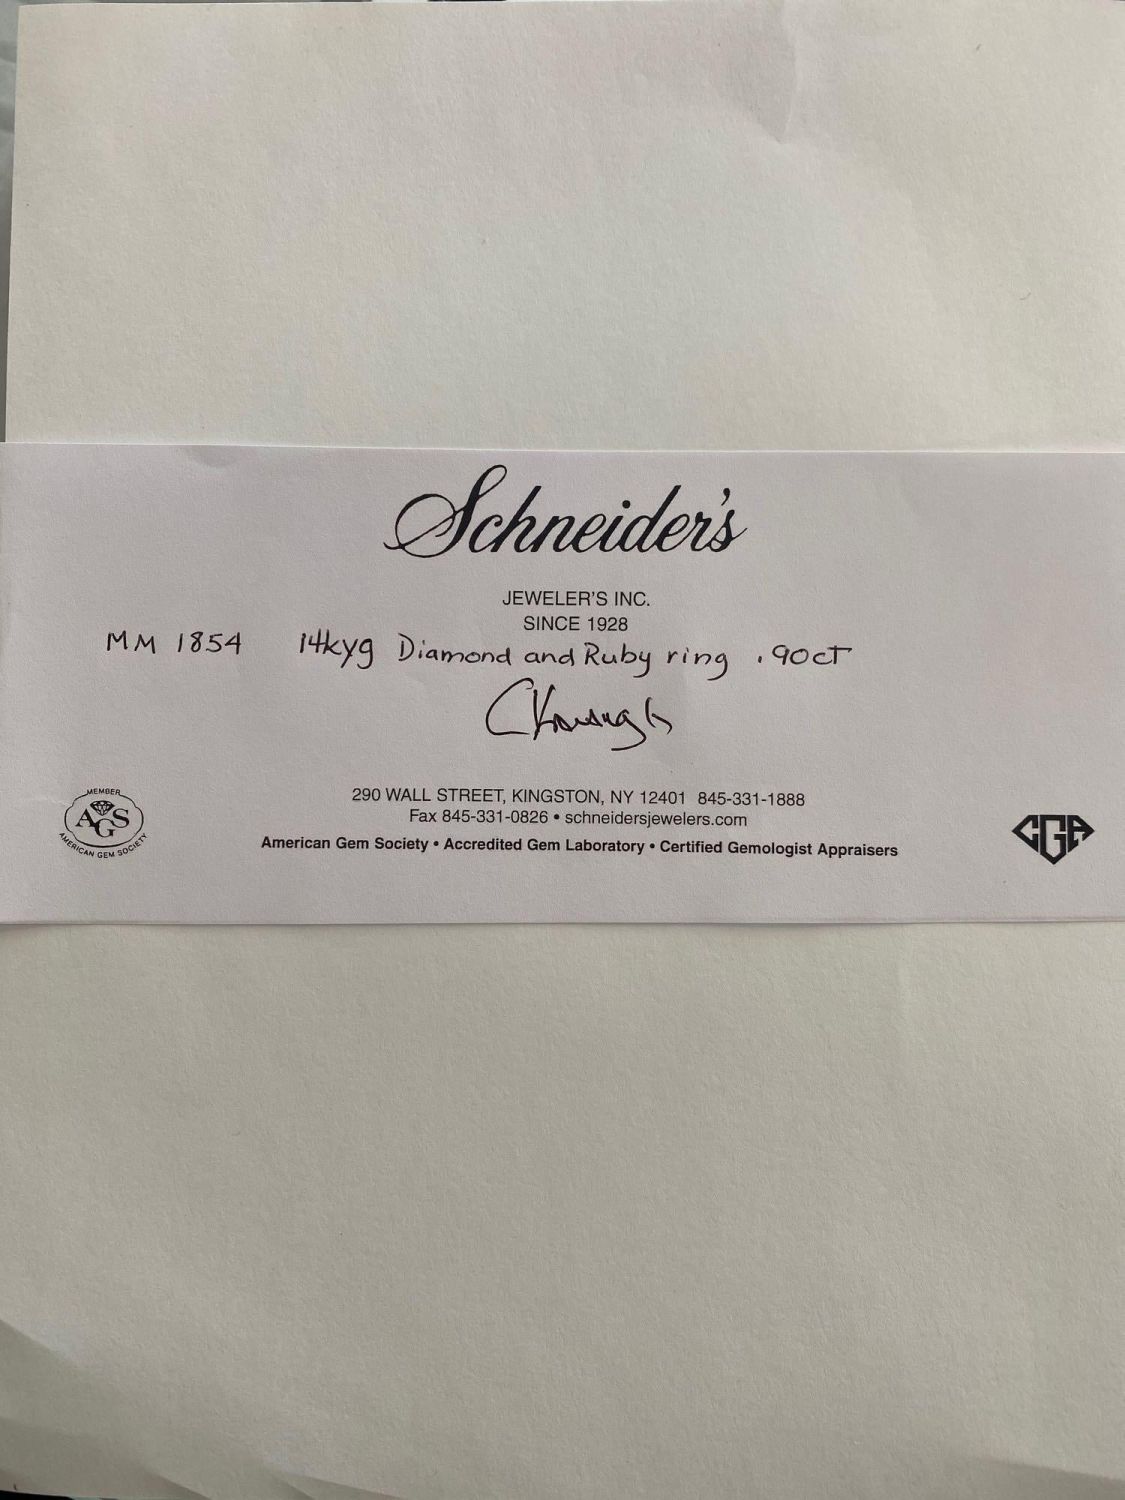 Schneider's
JEWELER'S INC.
SINCE 1928
MM 1854 14kyg Diamond and Ruby ring .90ct
290 WALL STREET, KINGSTON, NY 12401 845-331-1888
Fax 845-331-0826 • schneidersjewelers.com
American Gem Society • Accredited Gem Laboratory • Certified Gemologist Appraisers
MEMBER
AGS
AMERICAN GEM SOCIETY
CGA